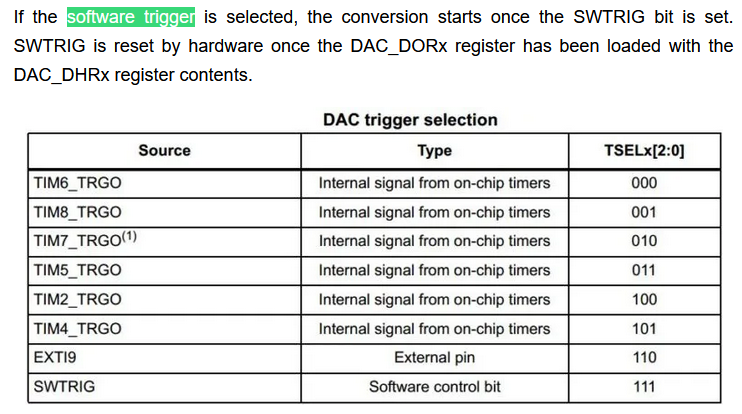 If the software trigger is selected, the conversion starts once the SWTRIG bit is set.
SWTRIG is reset by hardware once the DAC_DORx register has been loaded with the
DAC_DHRx register contents.
DAC trigger selection
Source Type TSELx[2:0]
TIM6_TRGO Internal signal from on-chip timers 000
TIM8_TRGO Internal signal from on-chip timers 001
TIM7_TRGO(1) Internal signal from on-chip timers 010
TIM5_TRGO Internal signal from on-chip timers 011
TIM2_TRGO Internal signal from on-chip timers 100
TIM4_TRGO Internal signal from on-chip timers 101
EXTI9 External pin 110
SWTRIG Software control bit 111